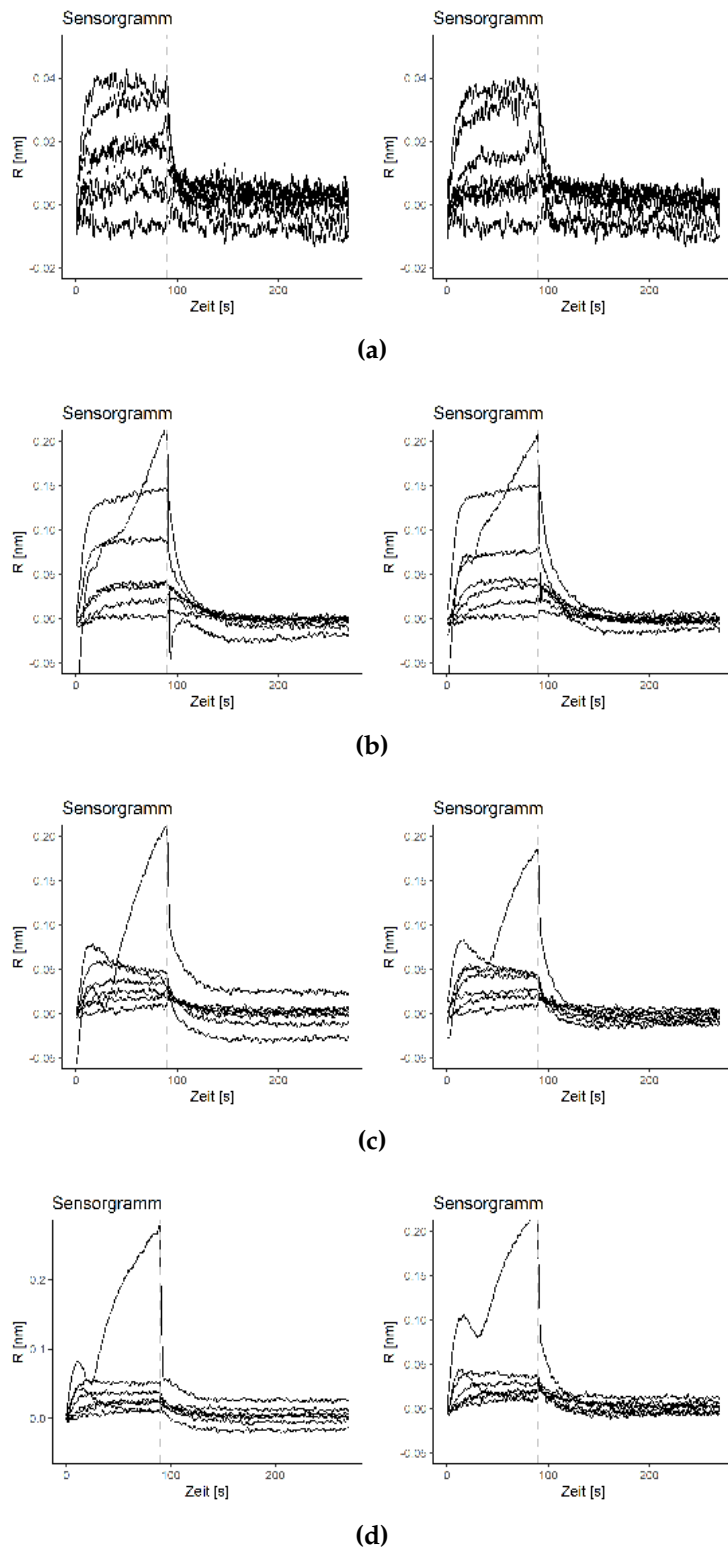 Sensorgramm Sensorgramm
0.04 0.04
0.02 0.02
R [nm] R [nm]
0.00 0.00
-0.02 -0.02
0 100 200 0 100 200
Zeit [s] Zeit [s]
(a)
Sensorgramm Sensorgramm
0.20 0.20
0.15 0.15
0.10 0.10
R [nm] R [nm]
0.05 0.05
0.00 0.00
-0.05 -0.05
0 100 200 0 100 200
Zeit [s] Zeit [s]
(b)
Sensorgramm Sensorgramm
0.20 0.20
0.15 0.15
0.10 0.10
R [nm] R [nm]
0.05 0.05
0.00 0.00
-0.05 -0.05
0 100 200 0 100 200
Zeit [s] Zeit [s]
(c)
Sensorgramm Sensorgramm
0.20
0.2 0.15
R [nm] R [nm]
0.1 0.10
0.05
0.0 0.00
-0.05
0 100 200 0 100 200
Zeit [s] Zeit [s]
(d)